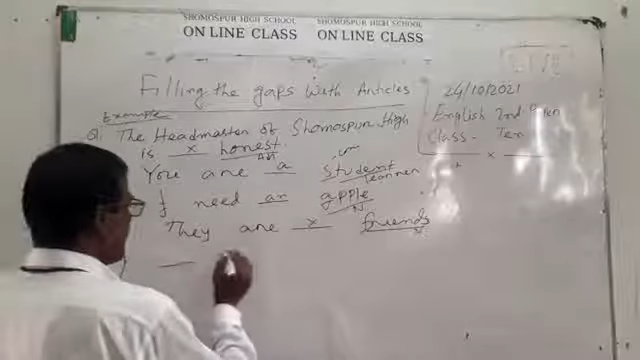 SHOMOSPUR HIGH SCHOOL SHOMOSPUR HIGH SCHOOL
ON LINE CLASS ON LINE CLASS
Filling the gaps with Articles
24/10/2021
English 2nd
Class - Ten
x
Example
Q. The Headmaster of Shomospur High
is x honest
You are a student
I need an apple
They are x friends